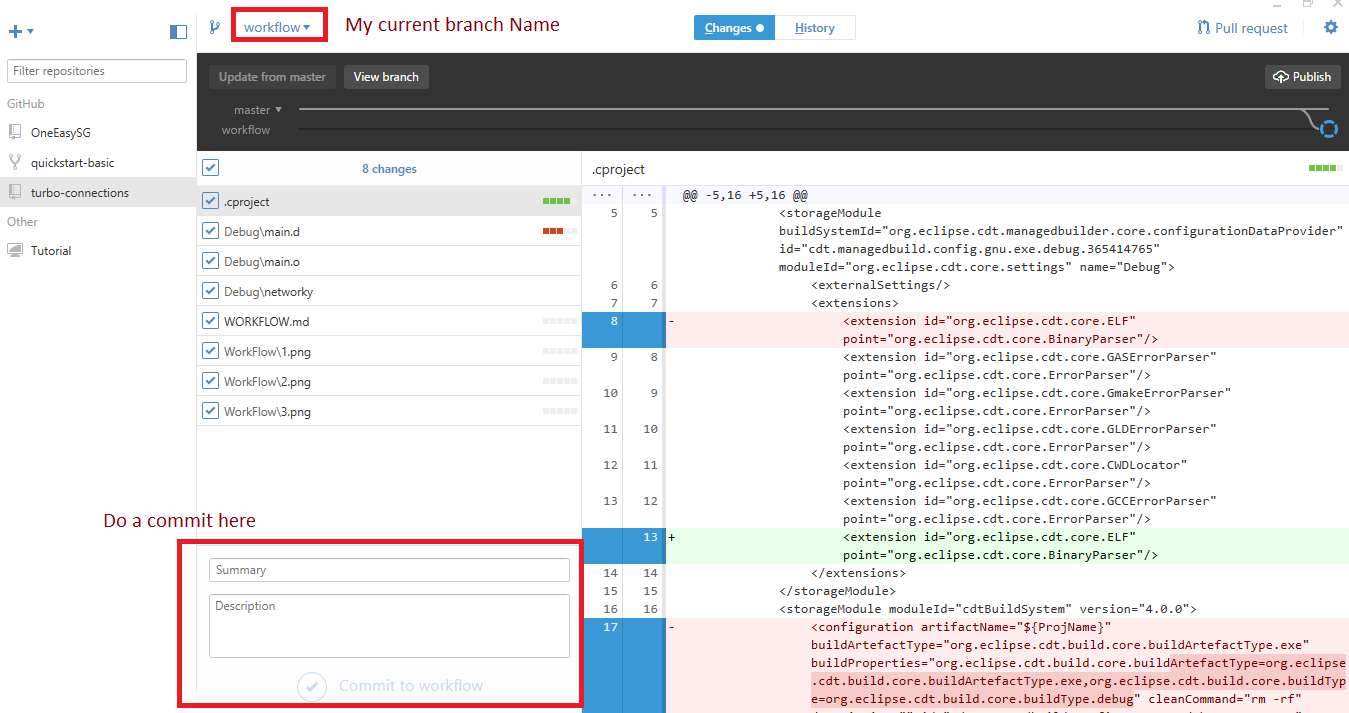 workflow
My current branch Name
Changes
History
Pull request
Filter repositories
GitHub
OneEasySG
quickstart-basic
turbo-connections
Other
Tutorial
Update from master
View branch
Publish
master
workflow
8 changes
.cproject
Debug\main.d
Debug\main.o
Debug\networky
WORKFLOW.md
WorkFlow\1.png
WorkFlow\2.png
WorkFlow\3.png
Do a commit here
Summary
Description
Commit to workflow
.cproject
... ... @@ -5,16 +5,16 @@
5 5 <storageModule
buildSystemId="org.eclipse.cdt.managedbuilder.core.configurationDataProvider"
id="cdt.managedbuild.config.gnu.exe.debug.365414765"
moduleId="org.eclipse.cdt.core.settings" name="Debug">
6 6 <externalSettings/>
7 7 <extensions>
8 - <extension id="org.eclipse.cdt.core.ELF"
point="org.eclipse.cdt.core.BinaryParser"/>
9 8 <extension id="org.eclipse.cdt.core.GASErrorParser"
point="org.eclipse.cdt.core.ErrorParser"/>
10 9 <extension id="org.eclipse.cdt.core.GmakeErrorParser"
point="org.eclipse.cdt.core.ErrorParser"/>
11 10 <extension id="org.eclipse.cdt.core.GLDErrorParser"
point="org.eclipse.cdt.core.ErrorParser"/>
12 11 <extension id="org.eclipse.cdt.core.CWDLocator"
point="org.eclipse.cdt.core.ErrorParser"/>
13 12 <extension id="org.eclipse.cdt.core.GCCErrorParser"
point="org.eclipse.cdt.core.ErrorParser"/>
13 + <extension id="org.eclipse.cdt.core.ELF"
point="org.eclipse.cdt.core.BinaryParser"/>
14 14 </extensions>
15 15 </storageModule>
16 16 <storageModule moduleId="cdtBuildSystem" version="4.0.0">
17 - <configuration artifactName="${ProjName}"
buildArtefactType="org.eclipse.cdt.build.core.buildArtefactType.exe"
buildProperties="org.eclipse.cdt.build.core.buildArtefactType=org.eclipse
.cdt.build.core.buildArtefactType.exe,org.eclipse.cdt.build.core.buildTyp
e=org.eclipse.cdt.build.core.buildType.debug" cleanCommand="rm -rf"